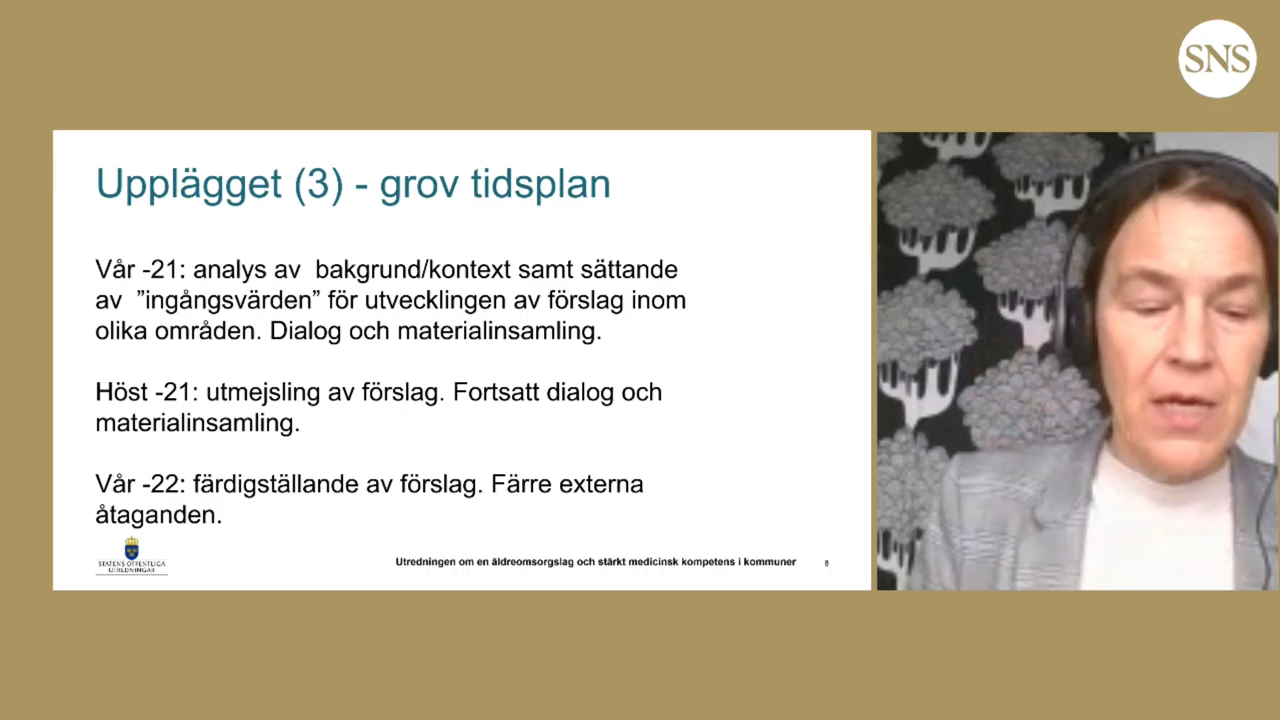 SNS
Upplägget (3) - grov tidsplan
Vår -21: analys av bakgrund/kontext samt sättande
av ”ingångsvärden” för utvecklingen av förslag inom
olika områden. Dialog och materialinsamling.
Höst -21: utmejsling av förslag. Fortsatt dialog och
materialinsamling.
Vår -22: färdigställande av förslag. Färre externa
åtaganden.
STATENS OFFENTLIGA
UTREDNINGAR
Utredningen om en äldreomsorgslag och stärkt medicinsk kompetens i kommuner
8